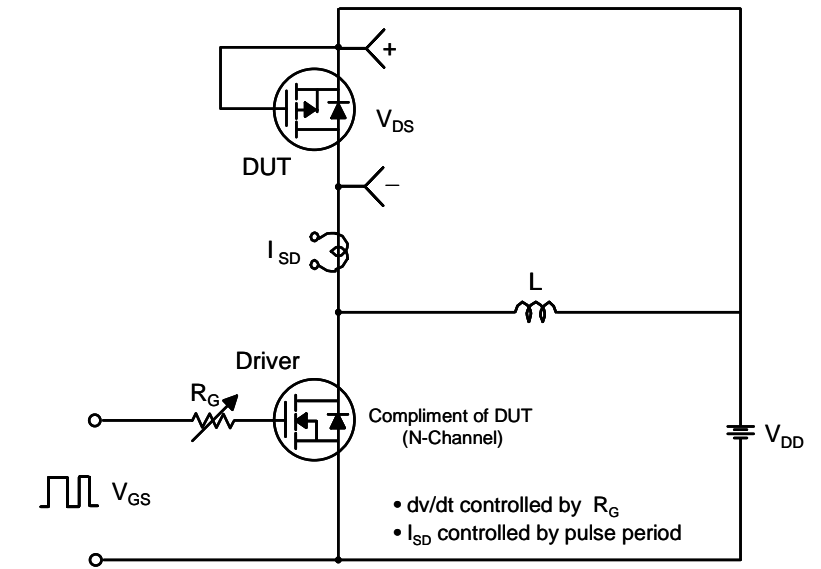 +
V_DS
DUT
−
I_SD
L
Driver
R_G
Compliment of DUT
(N-Channel)
V_DD
V_GS
• dv/dt controlled by R_G
• I_SD controlled by pulse period